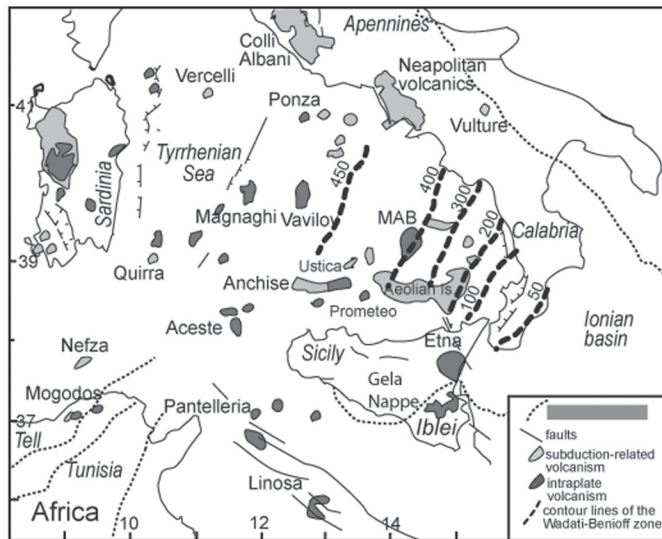 Apennines
Colli
Albani
Neapolitan
volcanics
Vercelli
41
Ponza
Vulture
Tyrrhenian
Sea
Sardinia
450
400
300
200
100
50
Magnaghi
Vavilov
MAB
Calabria
39
Quirra
Ustica
Anchise
Aeolian is.
Prometeo
Aceste
Ionian
basin
Nefza
Sicily
Etna
Mogodos
Gela
Nappe
37
Pantelleria
Iblei
Tell
Tunisia
Linosa
Africa
10
12
14
faults
subduction-related
volcanism
intraplate
volcanism
contour lines of the
Wadati-Benioff zone